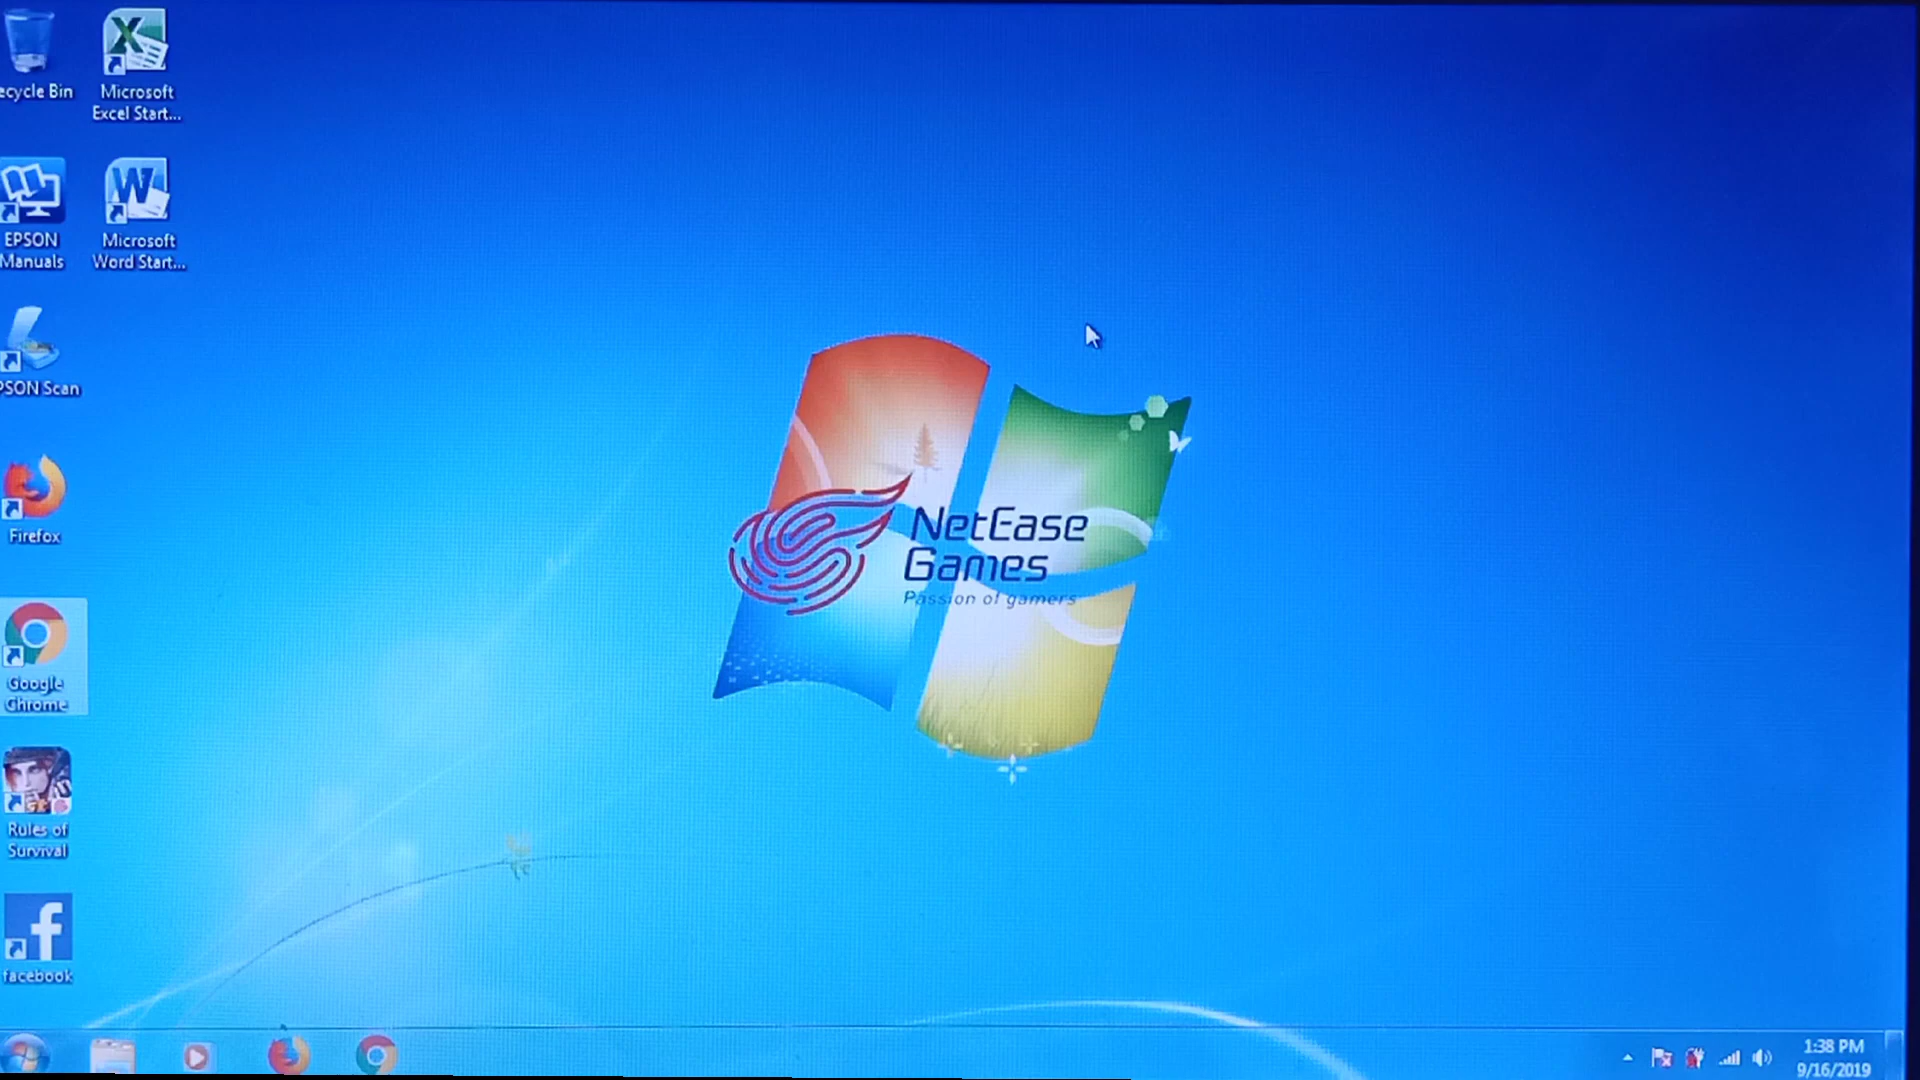 ecycle Bin
Microsoft
Excel Start...
EPSON
Manuals
Microsoft
Word Start...
PSON Scan
Firefox
Google
Chrome
Rules of
Survival
facebook
NetEase
Games
Passion of gamers
1:38 PM
9/16/2019